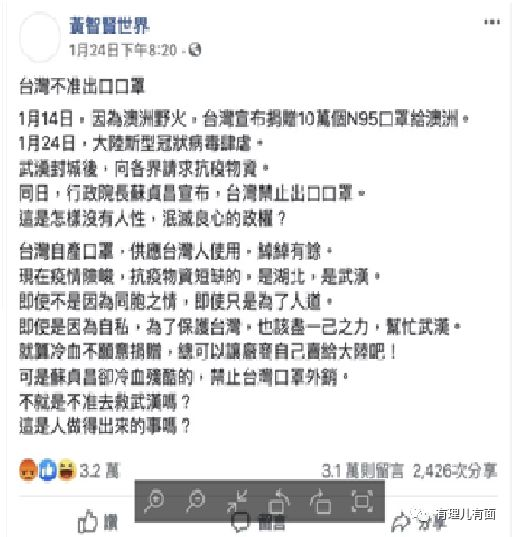 黃智賢世界
1月24日下午8:20 ·
台灣不准出口口罩
1月14日，因為澳洲野火，台灣宣布捐贈10萬個N95口罩給澳洲。
1月24日，大陸新型冠狀病毒肆虐。
武漢封城後，向各界請求抗疫物資。
同日，行政院長蘇貞昌宣布，台灣禁止出口口罩。
這是怎樣沒有人性，泯滅良心的政權？
台灣自產口罩，供應台灣人使用，綽綽有餘。
現在疫情險峻，抗疫物資短缺的，是湖北，是武漢。
即使不是因為同胞之情，即使只是為了人道。
即使是因為自私，為了保護台灣，也該盡一己之力，幫忙武漢。
就算冷血不願意捐贈，總可以讓廠商自己賣給大陸吧！
可是蘇貞昌卻冷血殘酷的，禁止台灣口罩外銷。
不就是不准去救武漢嗎？
這是人做得出來的事嗎？
3.2 萬
3.1 萬則留言 2,426次分享
讚
留言
分享
有理儿有面